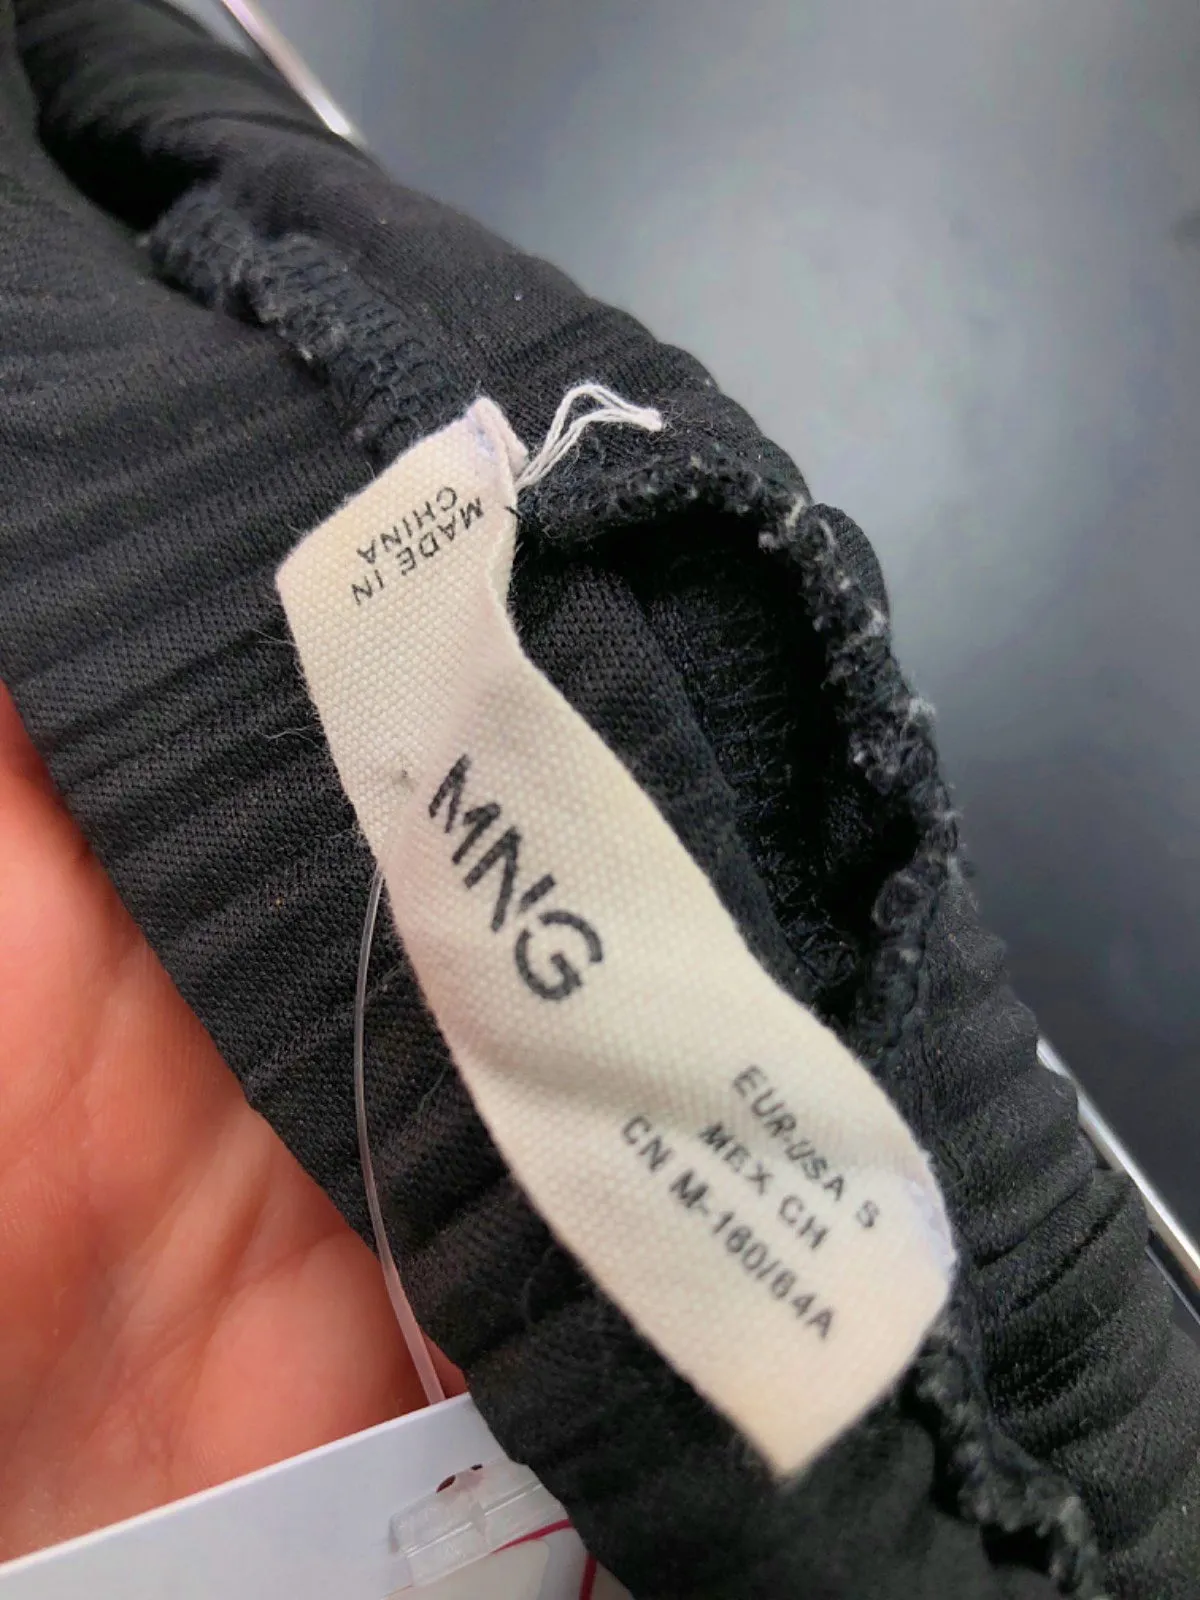 MADE IN
CHINA
MNG
EUR-USA S
MEX CH
CN M-160/64A